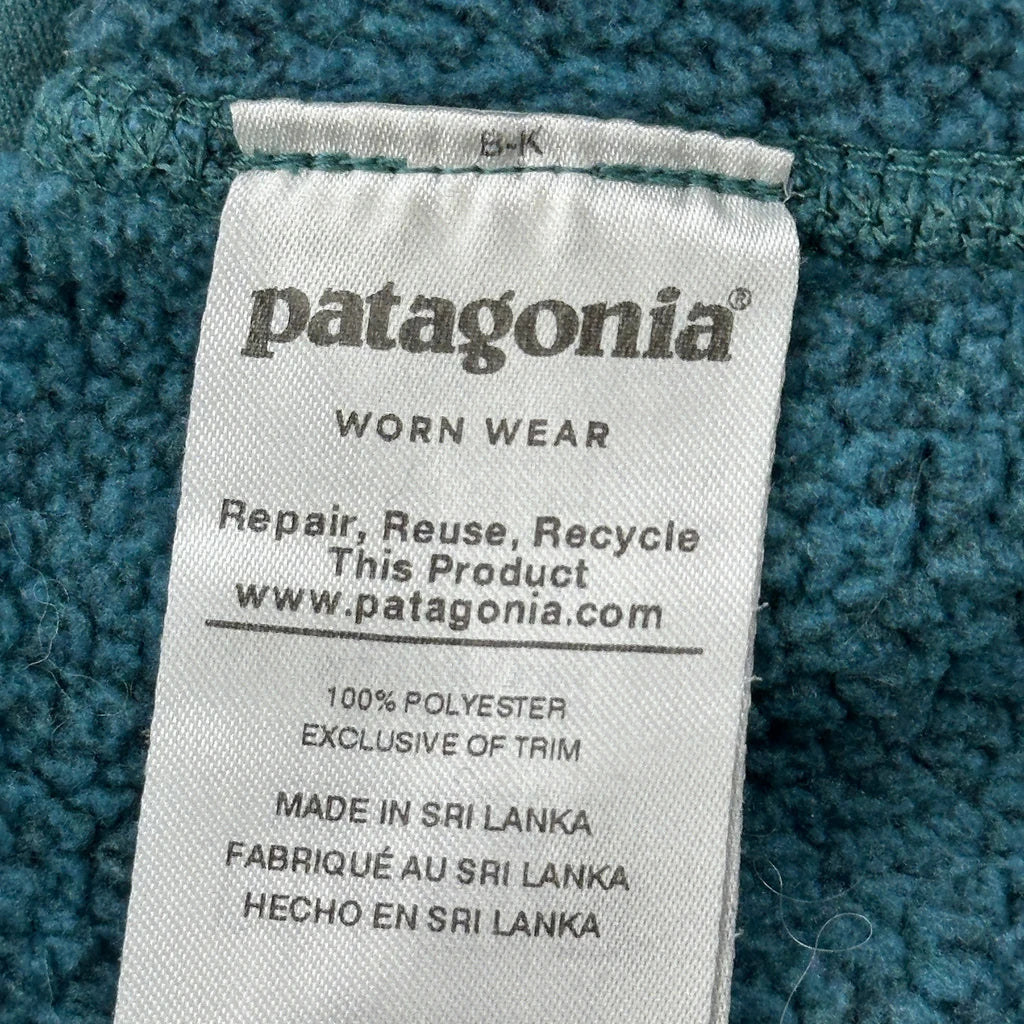 B-K
patagonia®
WORN WEAR
Repair, Reuse, Recycle
This Product
www.patagonia.com
100% POLYESTER
EXCLUSIVE OF TRIM
MADE IN SRI LANKA
FABRIQUÉ AU SRI LANKA
HECHO EN SRI LANKA